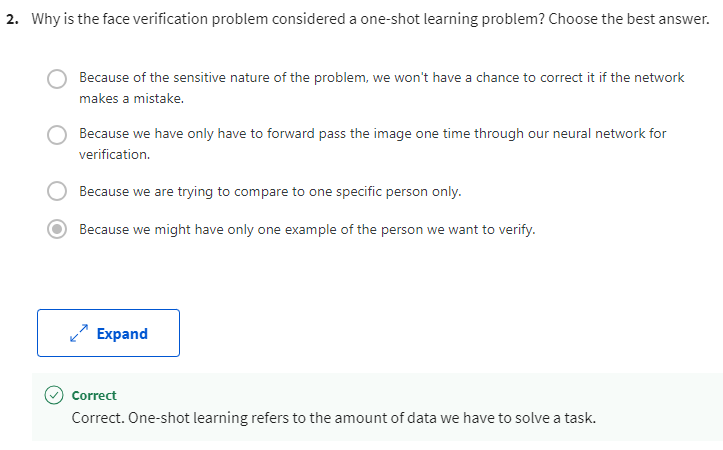 2. Why is the face verification problem considered a one-shot learning problem? Choose the best answer.
Because of the sensitive nature of the problem, we won't have a chance to correct it if the network
makes a mistake.
Because we have only have to forward pass the image one time through our neural network for
verification.
Because we are trying to compare to one specific person only.
Because we might have only one example of the person we want to verify.
Expand
Correct
Correct. One-shot learning refers to the amount of data we have to solve a task.